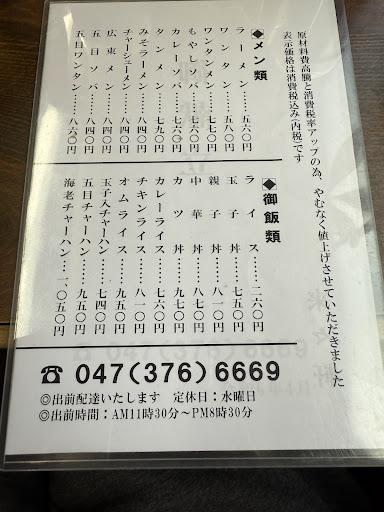 原材料費高騰と消費税率アップの為、やむなく値上げさせていただきました
表示価格は消費税込み(内税)です
◆メン類
ラーメン……五六〇円
ワンタン……五八〇円
ワンタンメン……七七〇円
もやしソバ……七六〇円
カレーソバ……七六〇円
タンメン……七九〇円
みそラーメン……八四〇円
チャーシューメン……八四〇円
広東メン……八四〇円
五目ソバ……八四〇円
五目ワンタン……八六〇円
◆御飯類
ライス……二六〇円
玉子丼……七五〇円
親子丼……八一〇円
中華丼……八七〇円
カツ丼……九七〇円
カレーライス……七六〇円
チキンライス……八一〇円
オムライス……九五〇円
玉子入チャーハン……七四〇円
五目チャーハン……九五〇円
海老チャーハン……一、〇五〇円
☎ 047(376)6669
◎出前配達いたします 定休日:水曜日
◎出前時間:AM11時30分〜PM8時30分